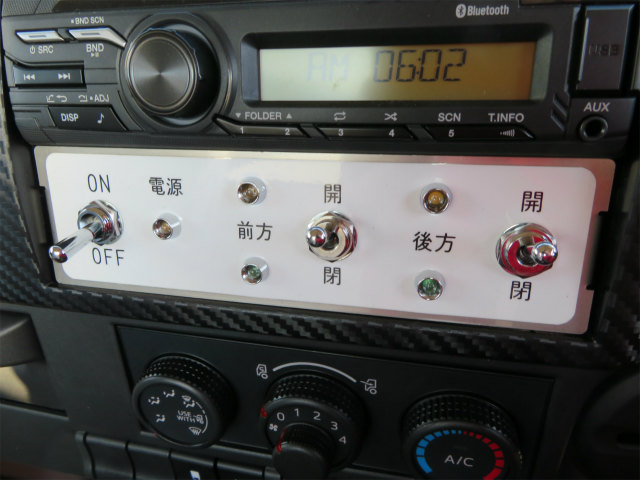 BND SCN
Bluetooth
SRC
BND
AM 06:02
USB
ADJ
DISP
FOLDER
1 2 3 4 5
SCN
T.INFO
AUX
ON
OFF
電源
前方
開
閉
後方
開
閉
USE WITH
0 1 2 3 4
A/C